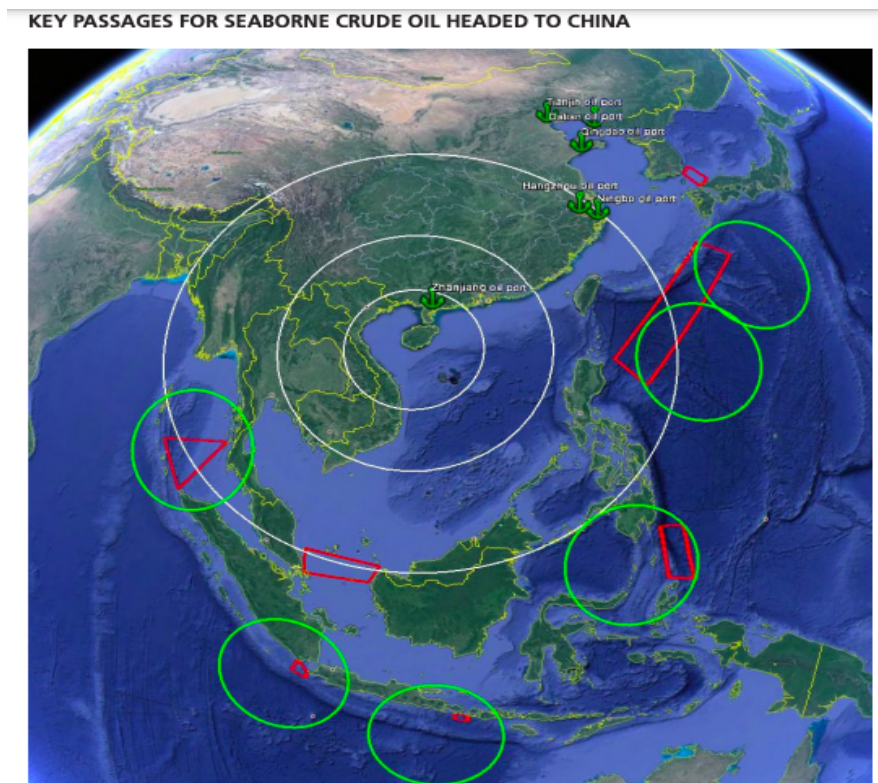 KEY PASSAGES FOR SEABORNE CRUDE OIL HEADED TO CHINA
Tianjin oil port
Dalian oil port
Qingdao oil port
Hangzhou oil port
Ningbo oil port
Zhanjiang oil port